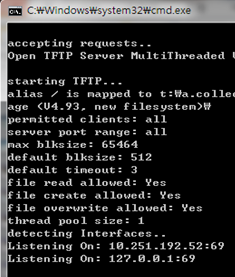 C:₩Windows₩system32₩cmd.exe
accepting requests..
Open TFTP Server MultiThreaded
starting TFTP...
alias / is mapped to t:₩a.colle
age (V4.93, new filesystem)₩
permitted clients: all
server port range: all
max blksize: 65464
default blksize: 512
default timeout: 3
file read allowed: Yes
file create allowed: Yes
file overwrite allowed: Yes
thread pool size: 1
detecting Interfaces..
Listening On: 10.251.192.52:69
Listening On: 127.0.0.1:69